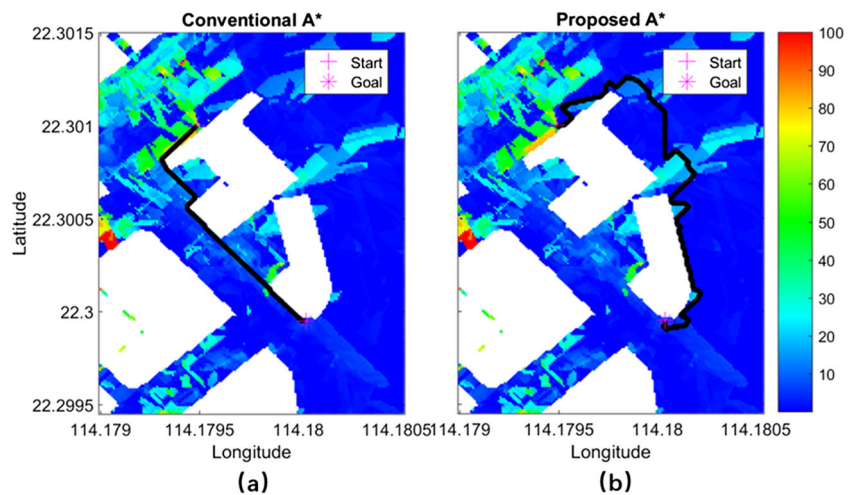 Conventional A*
Proposed A*
22.3015
22.301
22.3005
22.3
22.2995
Latitude
Start
Goal
Start
Goal
100
90
80
70
60
50
40
30
20
10
114.179
114.1795
114.18
114.1805
114.179
114.1795
114.18
114.1805
Longitude
Longitude
(a)
(b)